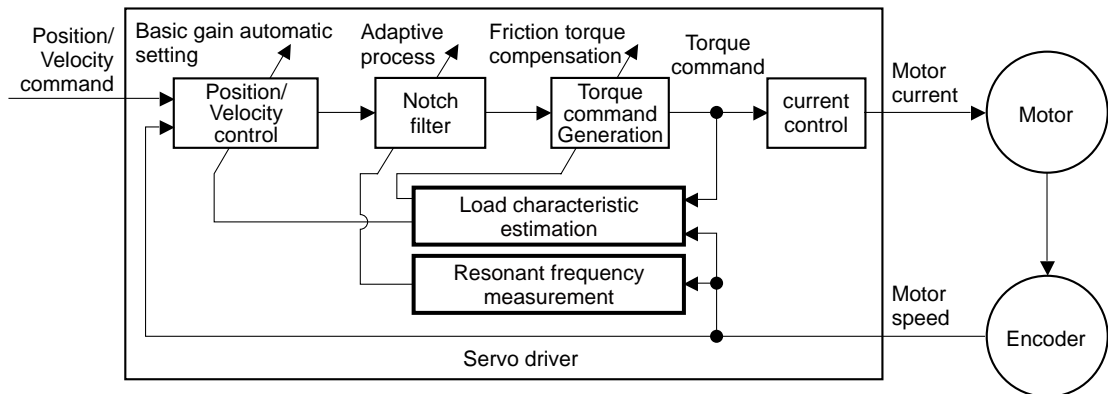 Position/
Velocity
command
Basic gain automatic
setting
Adaptive
process
Friction torque
compensation
Torque
command
Motor
current
Position/
Velocity
control
Notch
filter
Torque
command
Generation
current
control
Motor
Load characteristic
estimation
Resonant frequency
measurement
Motor
speed
Encoder
Servo driver